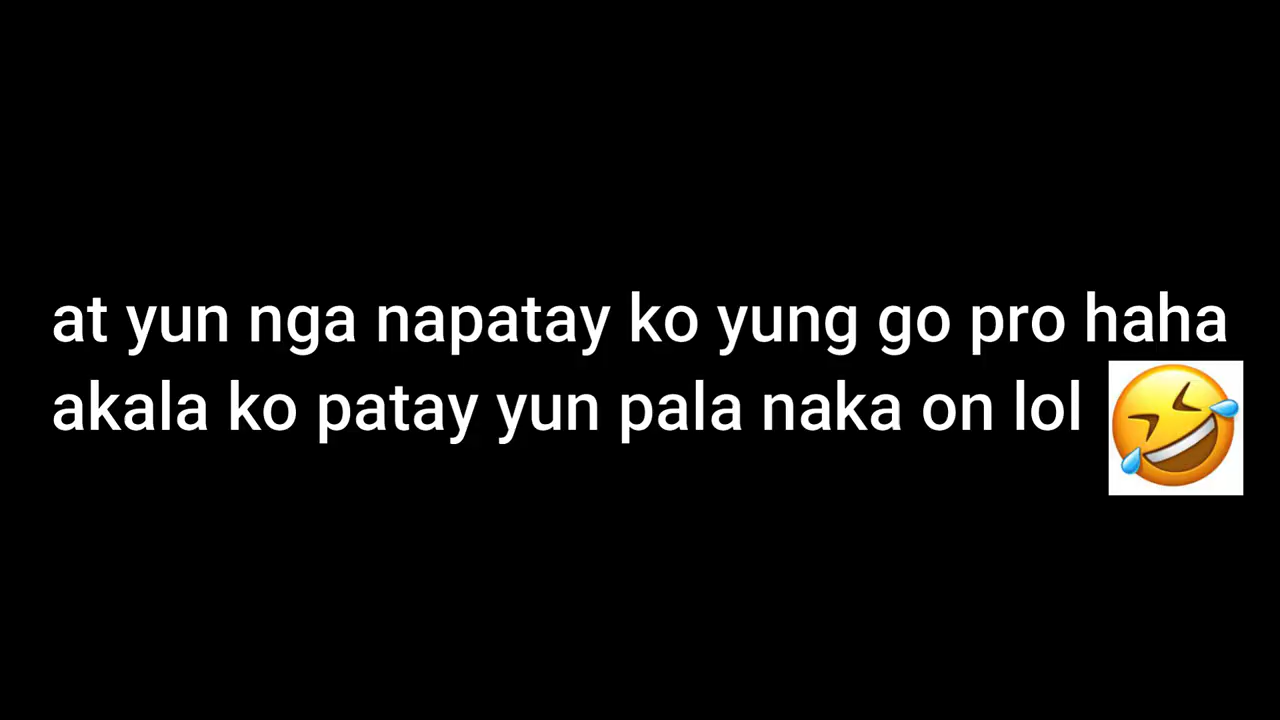 at yun nga napatay ko yung go pro haha
akala ko patay yun pala naka on lol 🤣